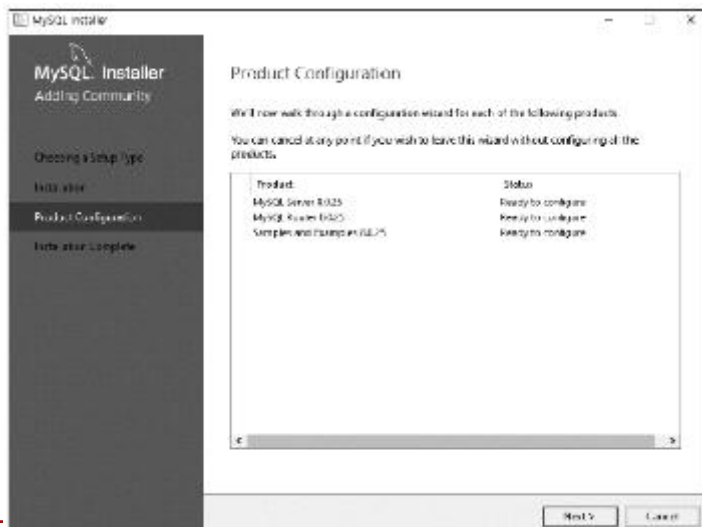 MySQL Installer
MySQL. Installer
Adding Community
Choosing a Setup Type
Installation
Product Configuration
Installation Complete
Product Configuration
We'll now walk through a configuration wizard for each of the following products.
You can cancel at any point if you wish to leave this wizard without configuring all the
products.
Product Status
MySQL Server 8.0.25 Ready to configure
MySQL Router 8.0.25 Ready to configure
Samples and Examples 8.0.25 Ready to configure
Next > Cancel